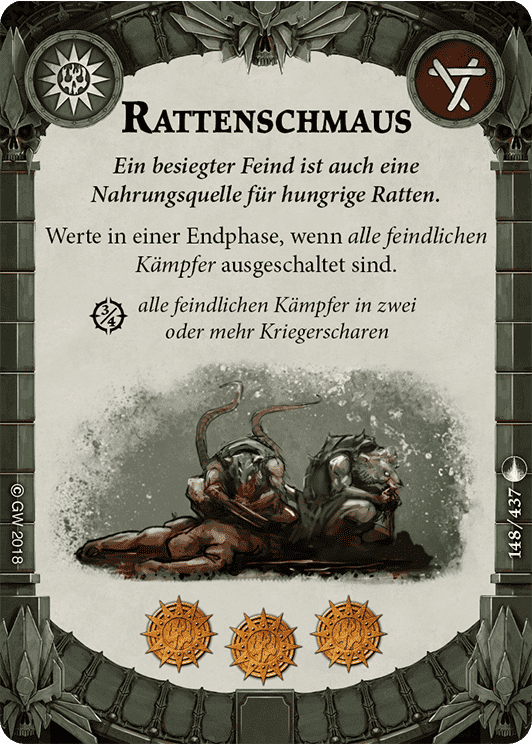 RATTENSCHMAUS
Ein besiegter Feind ist auch eine
Nahrungsquelle für hungrige Ratten.
Werte in einer Endphase, wenn alle feindlichen
Kämpfer ausgeschaltet sind.
3/4 alle feindlichen Kämpfer in zwei
oder mehr Kriegerscharen
© GW 2018
148/437